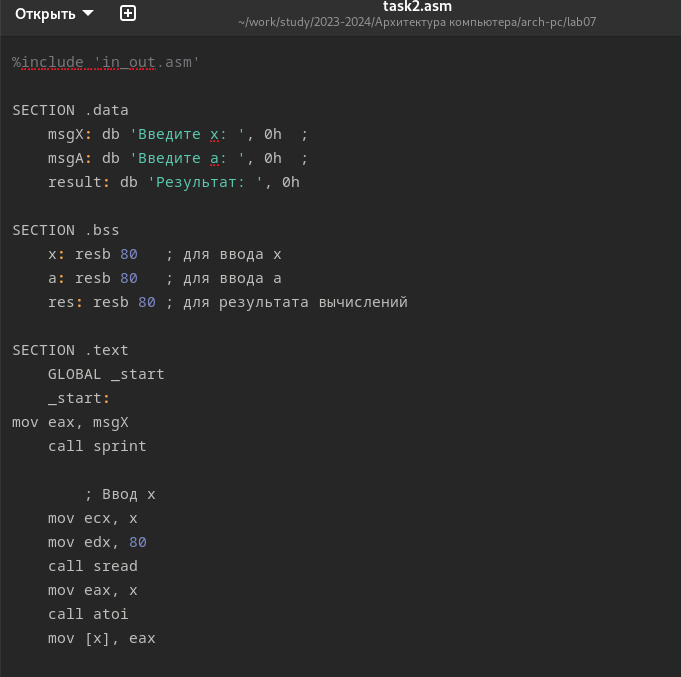 Открыть
task2.asm
~/work/study/2023-2024/Архитектура компьютера/arch-pc/lab07
%include 'in_out.asm'
SECTION .data
msgX: db 'Введите x: ', 0h  ;
msgA: db 'Введите a: ', 0h  ;
result: db 'Результат: ', 0h
SECTION .bss
x: resb 80   ; для ввода x
a: resb 80   ; для ввода a
res: resb 80 ; для результата вычислений
SECTION .text
GLOBAL _start
_start:
mov eax, msgX
call sprint
; Ввод x
mov ecx, x
mov edx, 80
call sread
mov eax, x
call atoi
mov [x], eax